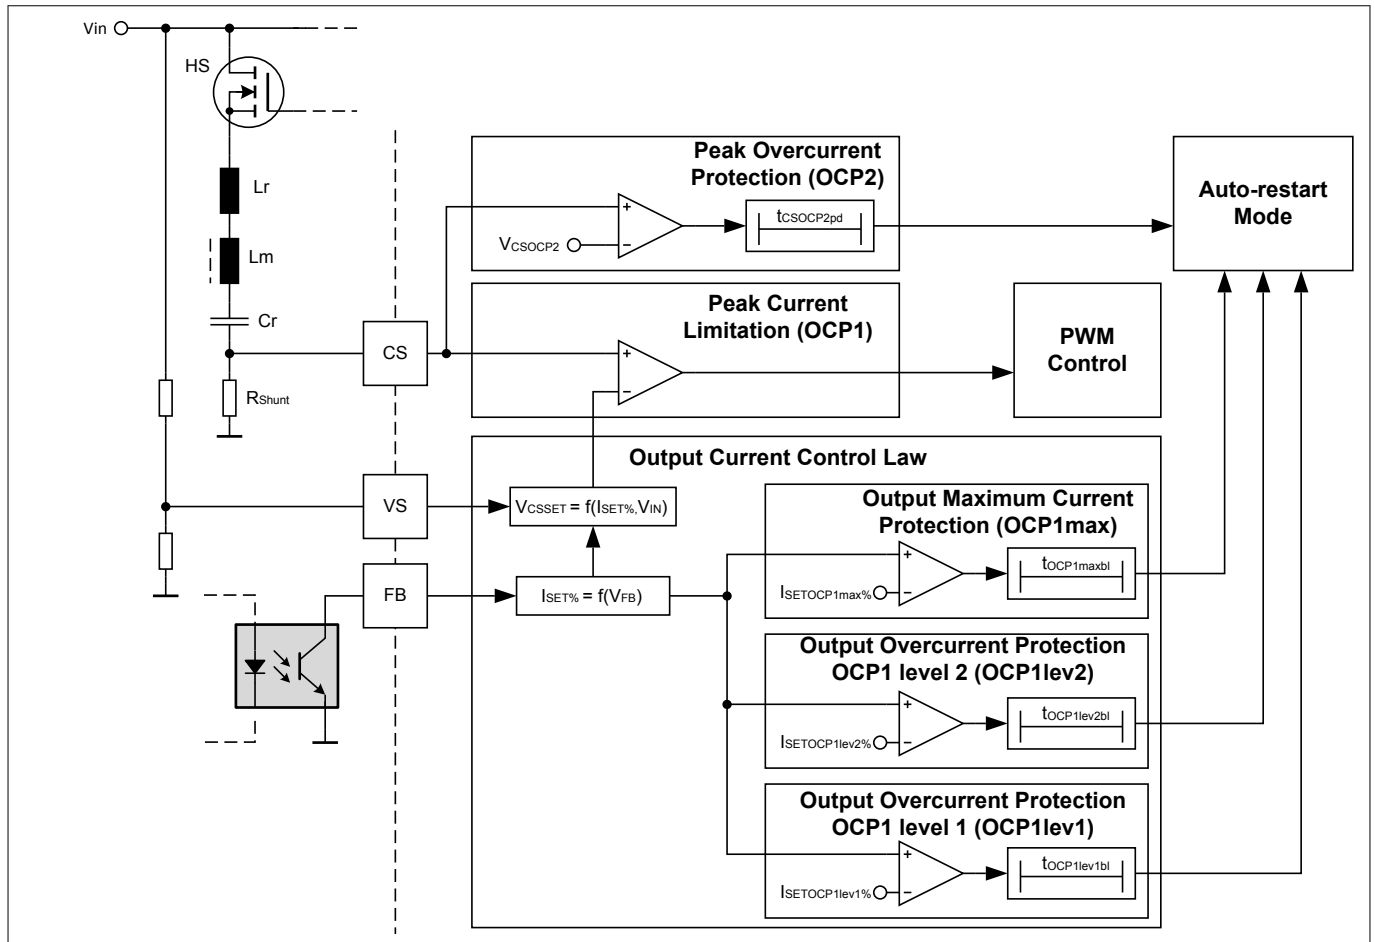 Vin
HS
Lr
Lm
Cr
RShunt
CS
VS
FB
Peak Overcurrent
Protection (OCP2)
VCSOCP2
+
−
tCSOCP2pd
Auto-restart
Mode
Peak Current
Limitation (OCP1)
+
−
PWM
Control
Output Current Control Law
VCSSET = f(ISET%,VIN)
ISET% = f(VFB)
Output Maximum Current
Protection (OCP1max)
+
−
ISETOCP1max%
tOCP1maxbl
Output Overcurrent Protection
OCP1 level 2 (OCP1lev2)
+
−
ISETOCP1lev2%
tOCP1lev2bl
Output Overcurrent Protection
OCP1 level 1 (OCP1lev1)
+
−
ISETOCP1lev1%
tOCP1lev1bl